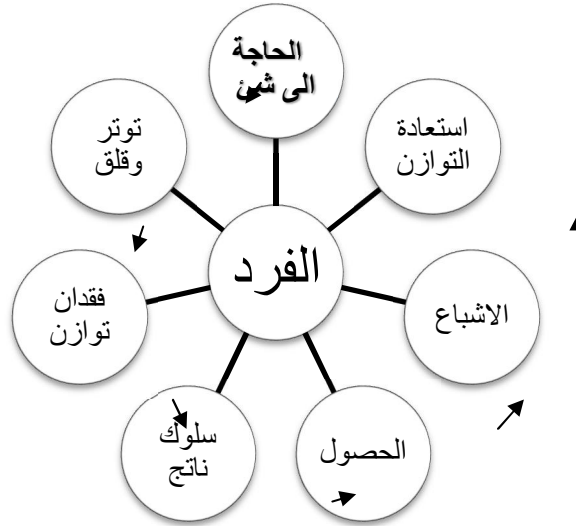 الحاجة
الى شئ
توتر
وقلق
استعادة
التوازن
الفرد
فقدان
توازن
الاشباع
سلوك
ناتج
الحصول